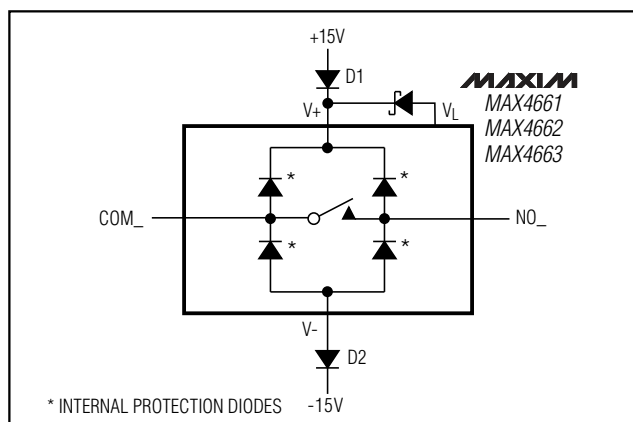 +15V
D1
MAXIM
V+
VL
MAX4661
MAX4662
MAX4663
*
*
COM_
NO_
*
*
V-
D2
* INTERNAL PROTECTION DIODES
-15V